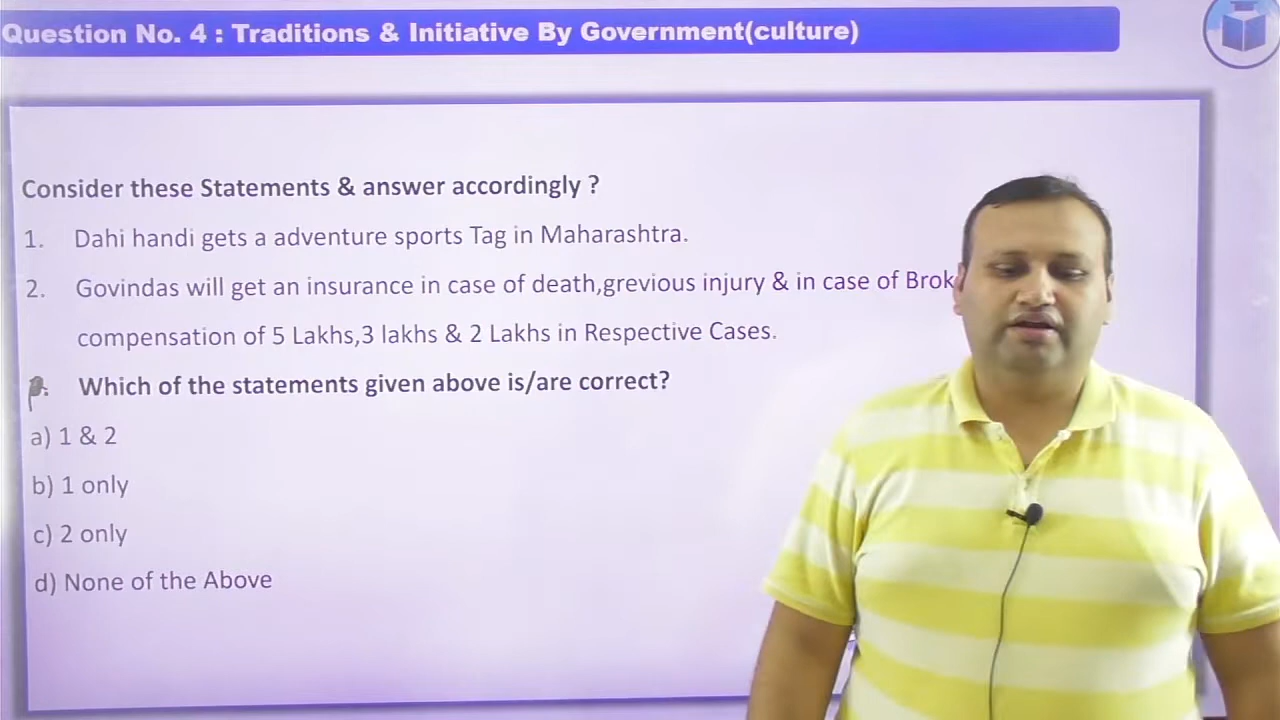 Question No. 4 : Traditions & Initiative By Government(culture)
Consider these Statements & answer accordingly ?
1. Dahi handi gets a adventure sports Tag in Maharashtra.
2. Govindas will get an insurance in case of death,grevious injury & in case of
compensation of 5 Lakhs,3 lakhs & 2 Lakhs in Respective Cases.
Which of the statements given above is/are correct?
a) 1 & 2
b) 1 only
c) 2 only
d) None of the Above